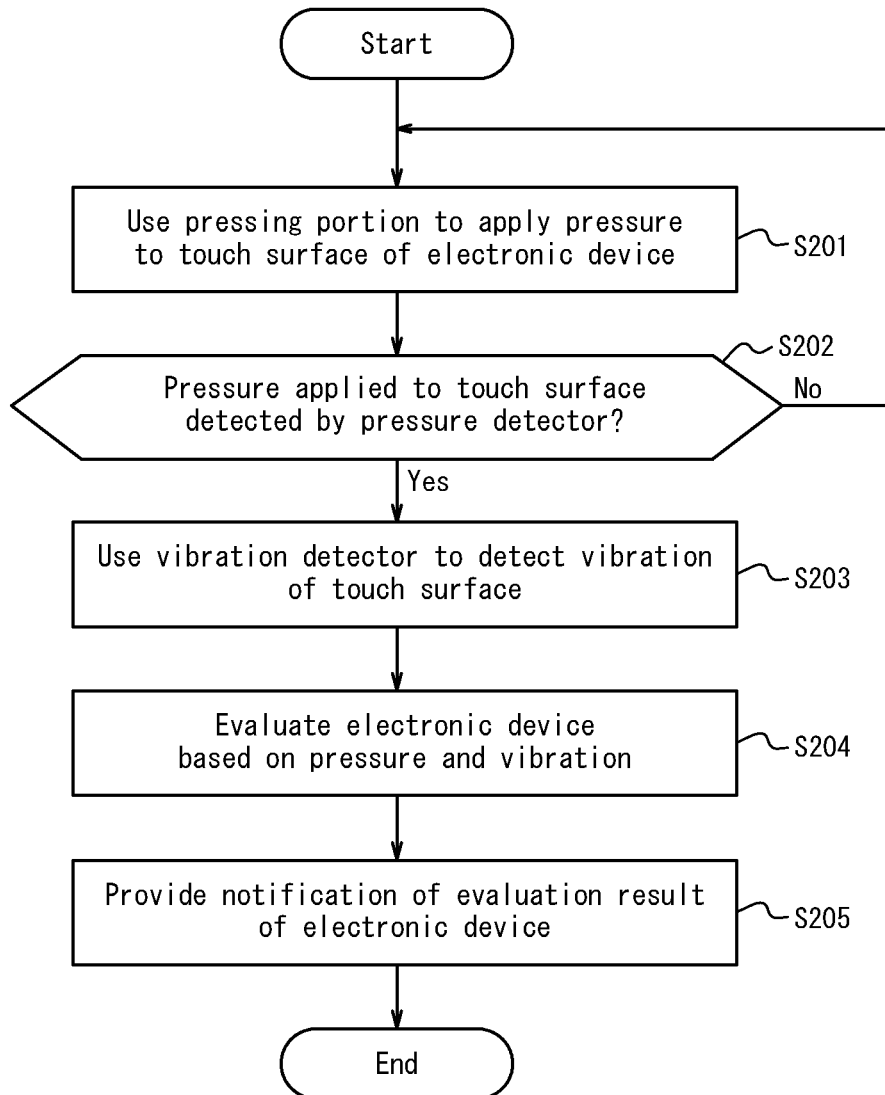 Start
Use pressing portion to apply pressure
to touch surface of electronic device
S201
S202
Pressure applied to touch surface
detected by pressure detector?
No
Yes
Use vibration detector to detect vibration
of touch surface
S203
Evaluate electronic device
based on pressure and vibration
S204
Provide notification of evaluation result
of electronic device
S205
End